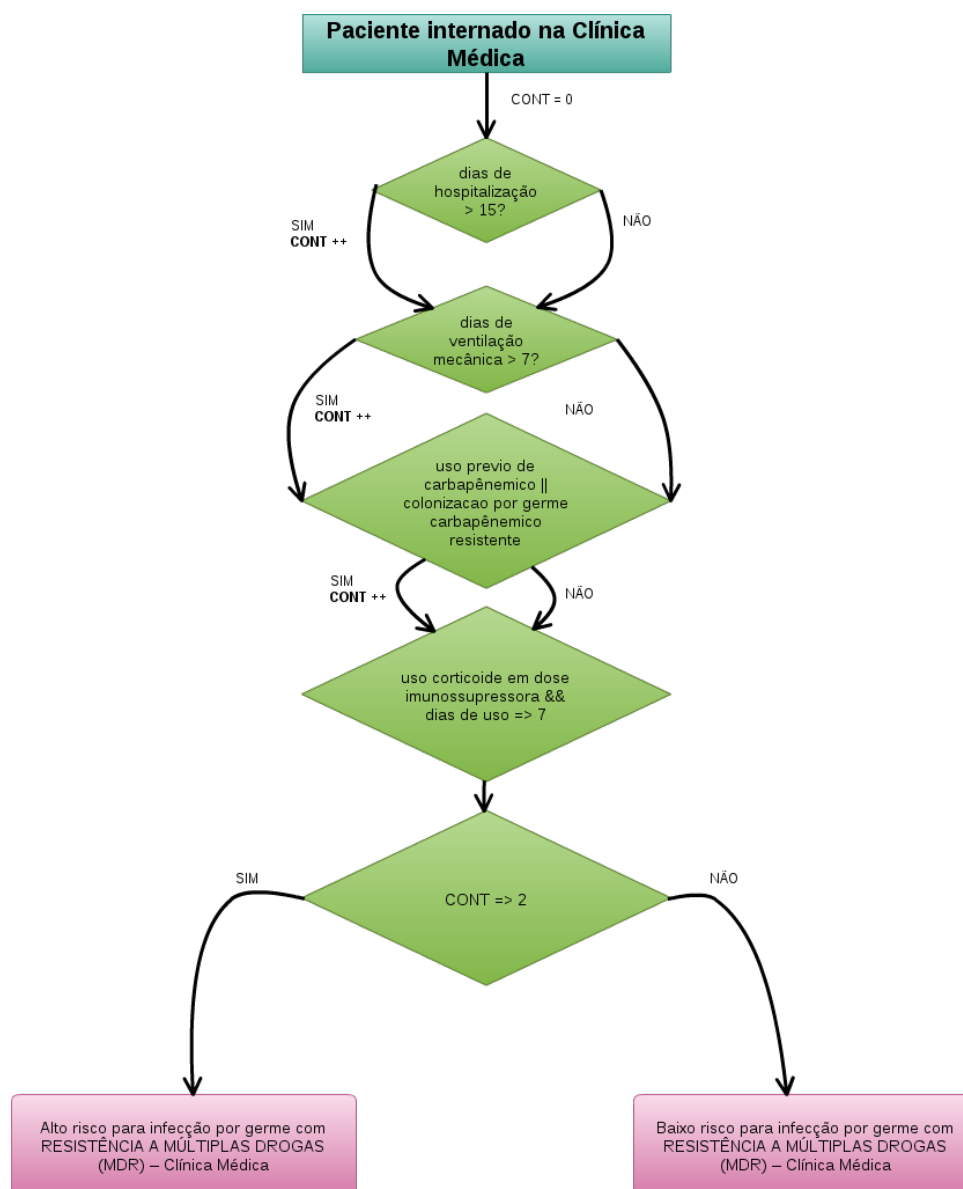 Paciente internado na Clínica
Médica
CONT = 0
dias de
hospitalização
> 15?
SIM
CONT ++
NÃO
dias de
ventilação
mecânica > 7?
SIM
CONT ++
NÃO
uso previo de
carbapênemico ||
colonizacao por germe
carbapênemico
resistente
SIM
CONT ++
NÃO
uso corticoide em dose
imunossupressora &&
dias de uso => 7
CONT => 2
SIM
NÃO
Alto risco para infecção por germe com
RESISTÊNCIA A MÚLTIPLAS DROGAS
(MDR) – Clínica Médica
Baixo risco para infecção por germe com
RESISTÊNCIA A MÚLTIPLAS DROGAS
(MDR) – Clínica Médica